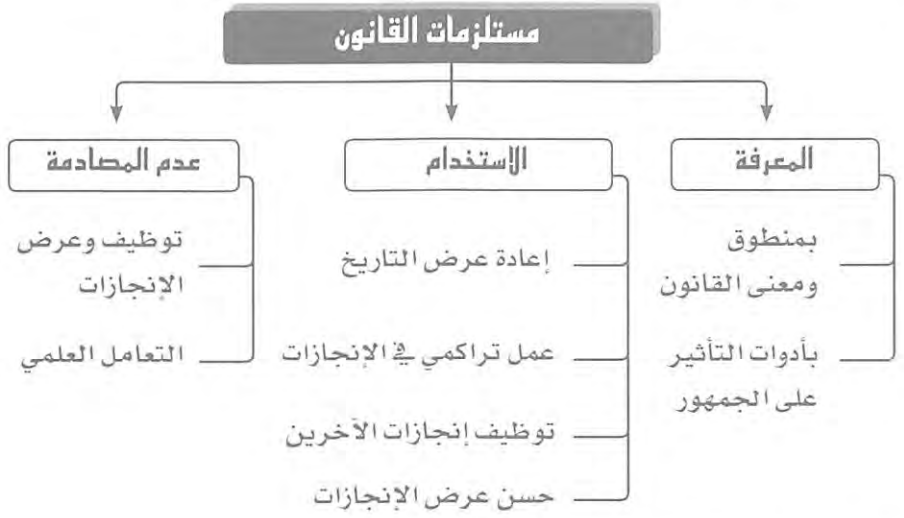 مستلزمات القانون
المعرفة
بمنطوق
ومعنى القانون
بأدوات التأثير
على الجمهور
الإستخدام
إعادة عرض التاريخ
عمل تراكمي في الإنجازات
توظيف إنجازات الآخرين
حسن عرض الإنجازات
عدم المصادمة
توظيف وعرض
الإنجازات
التعامل العلمي